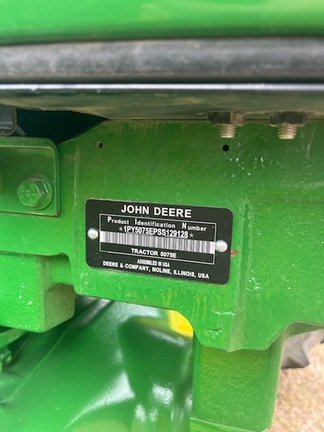 JOHN DEERE
Product Identification Number
*1PY5075EPSS129128*
TRACTOR 5075E
ASSEMBLED IN USA
DEERE & COMPANY, MOLINE, ILLINOIS, USA